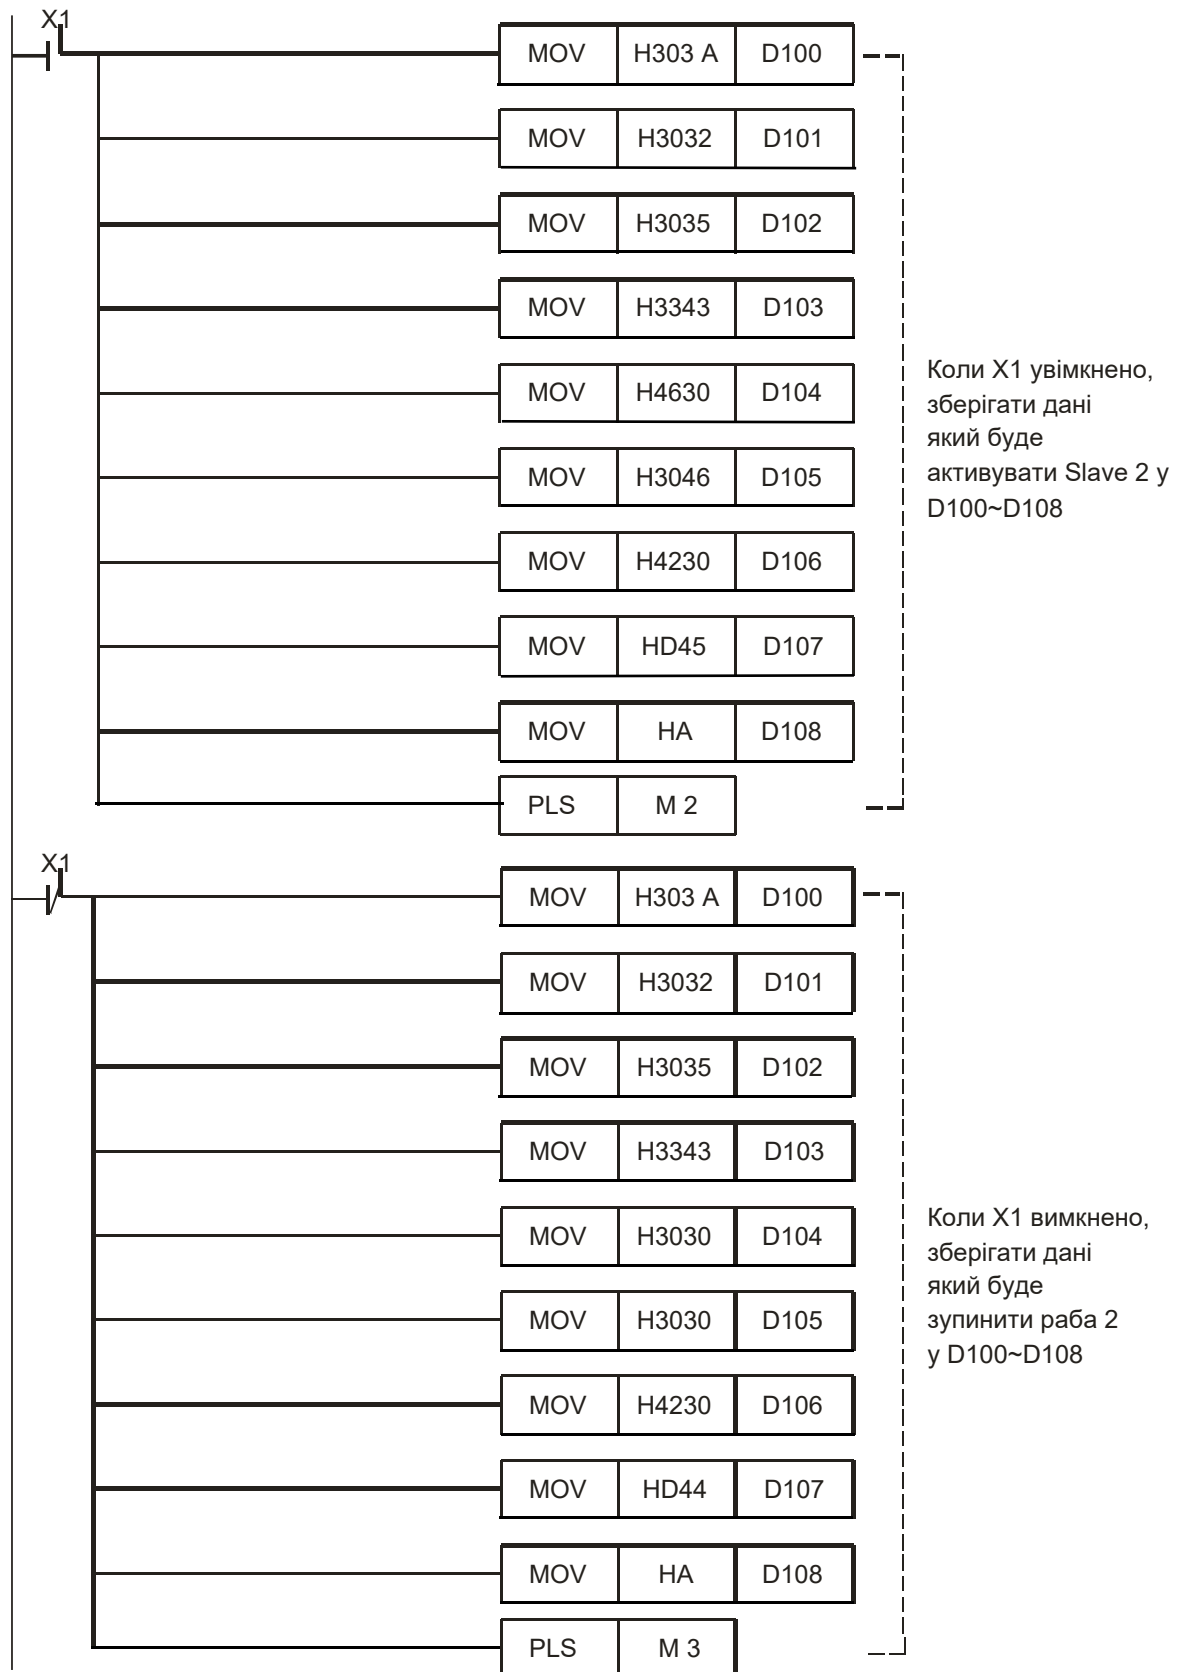 X1
MOV H303 A D100
MOV H3032 D101
MOV H3035 D102
MOV H3343 D103
MOV H4630 D104
MOV H3046 D105
MOV H4230 D106
MOV HD45 D107
MOV HA D108
PLS M 2
Коли X1 увімкнено,
зберігати дані
який буде
активувати Slave 2 у
D100~D108
X1
MOV H303 A D100
MOV H3032 D101
MOV H3035 D102
MOV H3343 D103
MOV H3030 D104
MOV H3030 D105
MOV H4230 D106
MOV HD44 D107
MOV HA D108
PLS M 3
Коли X1 вимкнено,
зберігати дані
який буде
зупинити раба 2
у D100~D108